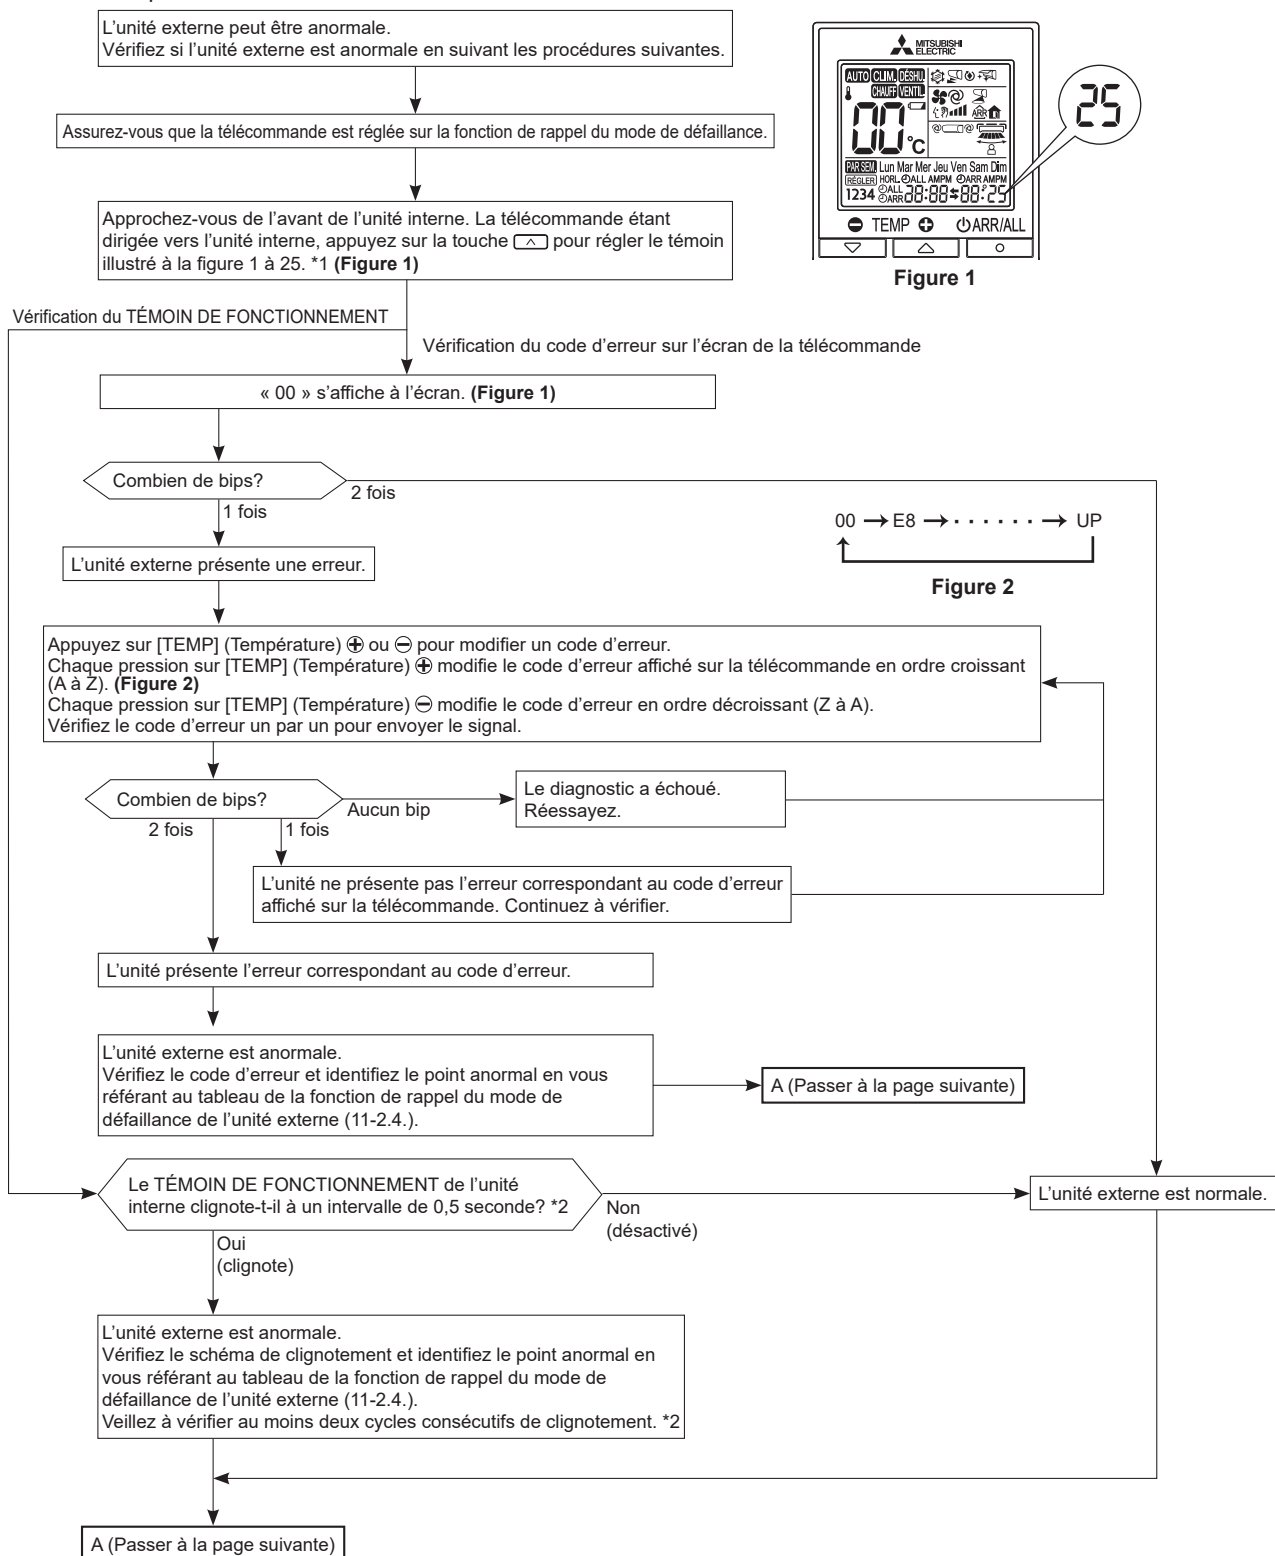 L’unité externe peut être anormale.
Vérifiez si l’unité externe est anormale en suivant les procédures suivantes.
Assurez-vous que la télécommande est réglée sur la fonction de rappel du mode de défaillance.
Approchez-vous de l’avant de l’unité interne. La télécommande étant
dirigée vers l’unité interne, appuyez sur la touche pour régler le témoin
illustré à la figure 1 à 25. *1 (Figure 1)
MITSUBISHI
ELECTRIC
AUTO CLIM. DÉSHU.
CHAUFF VENTIL.
ARR
00 °C
PAR SEM. Lun Mar Mer Jeu Ven Sam Dim
RÉGLER HORL. ALL AMPM ARR AMPM
1234 ALL ARR 88:88 88:25
25
TEMP ARR/ALL
Figure 1
Vérification du TÉMOIN DE FONCTIONNEMENT
Vérification du code d’erreur sur l’écran de la télécommande
« 00 » s’affiche à l’écran. (Figure 1)
Combien de bips?
2 fois
1 fois
00 → E8 → · · · · · · → UP
Figure 2
L’unité externe présente une erreur.
Appuyez sur [TEMP] (Température) ⊕ ou ⊖ pour modifier un code d’erreur.
Chaque pression sur [TEMP] (Température) ⊕ modifie le code d’erreur affiché sur la télécommande en ordre croissant
(A à Z). (Figure 2)
Chaque pression sur [TEMP] (Température) ⊖ modifie le code d’erreur en ordre décroissant (Z à A).
Vérifiez le code d’erreur un par un pour envoyer le signal.
Combien de bips?
Aucun bip
2 fois
1 fois
Le diagnostic a échoué.
Réessayez.
L’unité ne présente pas l’erreur correspondant au code d’erreur
affiché sur la télécommande. Continuez à vérifier.
L’unité présente l’erreur correspondant au code d’erreur.
L’unité externe est anormale.
Vérifiez le code d’erreur et identifiez le point anormal en vous
référant au tableau de la fonction de rappel du mode de
défaillance de l’unité externe (11-2.4.).
A (Passer à la page suivante)
Le TÉMOIN DE FONCTIONNEMENT de l’unité
interne clignote-t-il à un intervalle de 0,5 seconde? *2
Non
(désactivé)
L’unité externe est normale.
Oui
(clignote)
L’unité externe est anormale.
Vérifiez le schéma de clignotement et identifiez le point anormal en
vous référant au tableau de la fonction de rappel du mode de
défaillance de l’unité externe (11-2.4.).
Veillez à vérifier au moins deux cycles consécutifs de clignotement. *2
A (Passer à la page suivante)